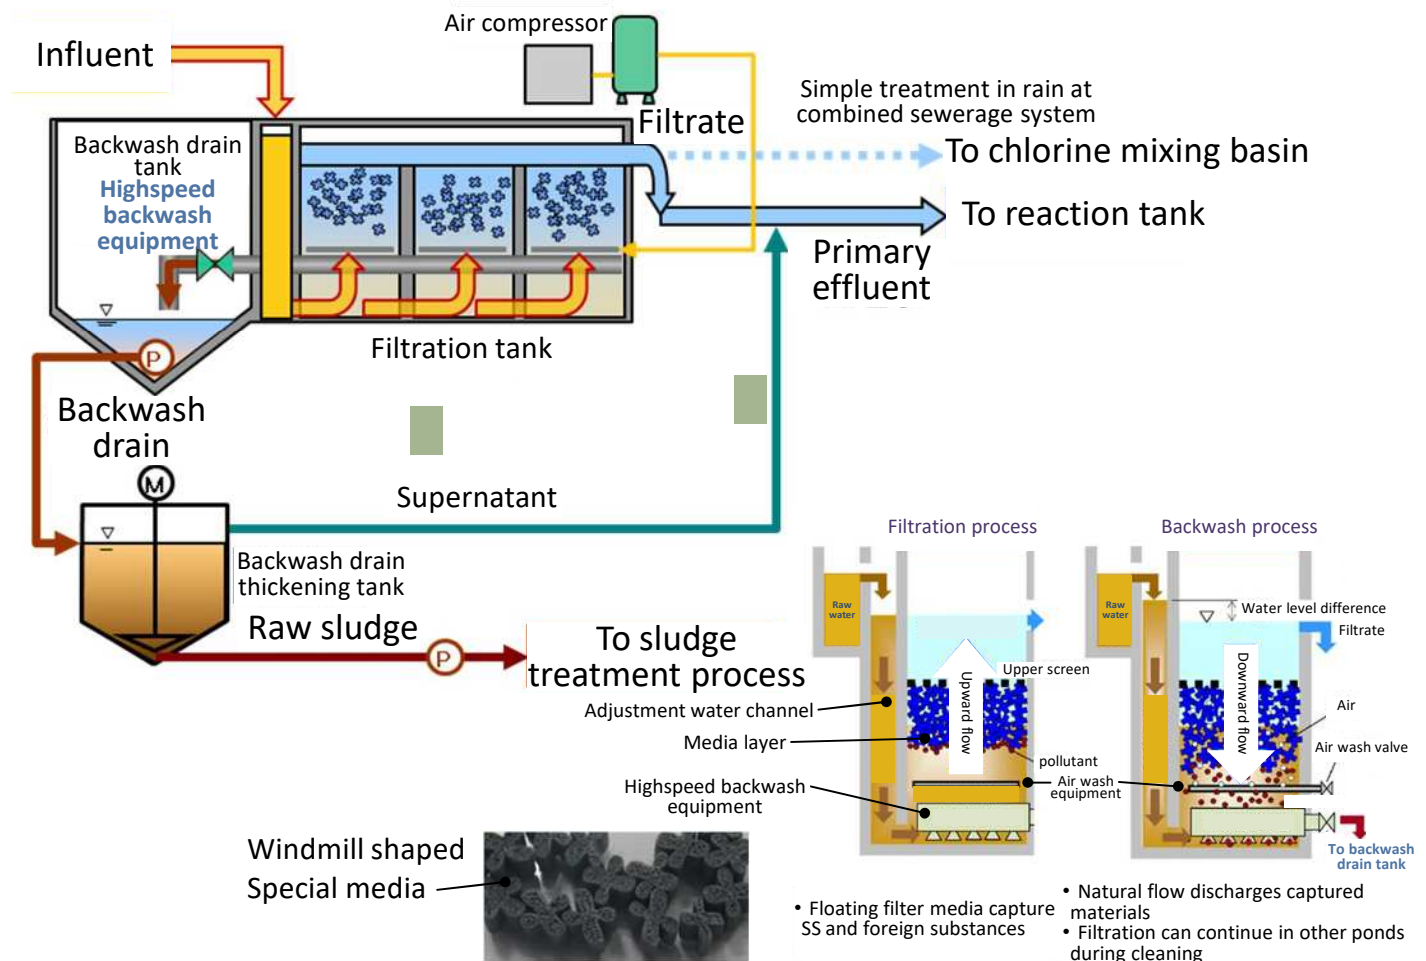 Air compressor
Influent
Simple treatment in rain at
combined sewerage system
Filtrate
To chlorine mixing basin
Backwash drain
tank
Highspeed
backwash
equipment
To reaction tank
Primary
effluent
P
Filtration tank
Backwash
drain
M
Supernatant
Backwash drain
thickening tank
Raw sludge
P
To sludge
treatment process
Filtration process
Backwash process
Raw
water
Raw
water
Water level difference
Filtrate
Upper screen
Upward flow
Downward flow
Adjustment water channel
Air
Media layer
Air wash valve
pollutant
Air wash
equipment
Highspeed backwash
equipment
To backwash
drain tank
Windmill shaped
Special media
• Floating filter media capture
SS and foreign substances
• Natural flow discharges captured
materials
• Filtration can continue in other ponds
during cleaning